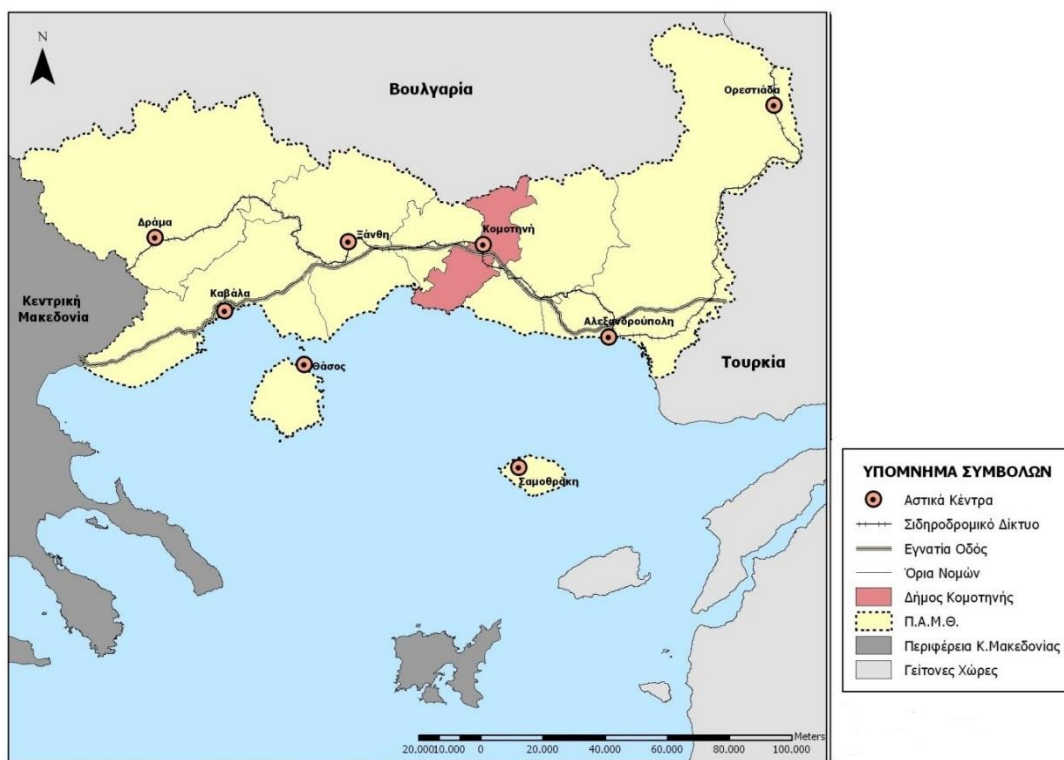 N
Βουλγαρία
Ορεστιάδα
Δράμα
Ξάνθη
Κομοτηνή
Κεντρική
Μακεδονία
Καβάλα
Αλεξανδρούπολη
Τουρκία
Θάσος
Σαμοθράκη
ΥΠΟΜΝΗΜΑ ΣΥΜΒΟΛΩΝ
Αστικά Κέντρα
Σιδηροδρομικό Δίκτυο
Εγνατία Οδός
Όρια Νομών
Δήμος Κομοτηνής
Π.Α.Μ.Θ.
Περιφέρεια Κ.Μακεδονίας
Γείτονες Χώρες
Meters
20.000 10.000 0 20.000 40.000 60.000 80.000 100.000